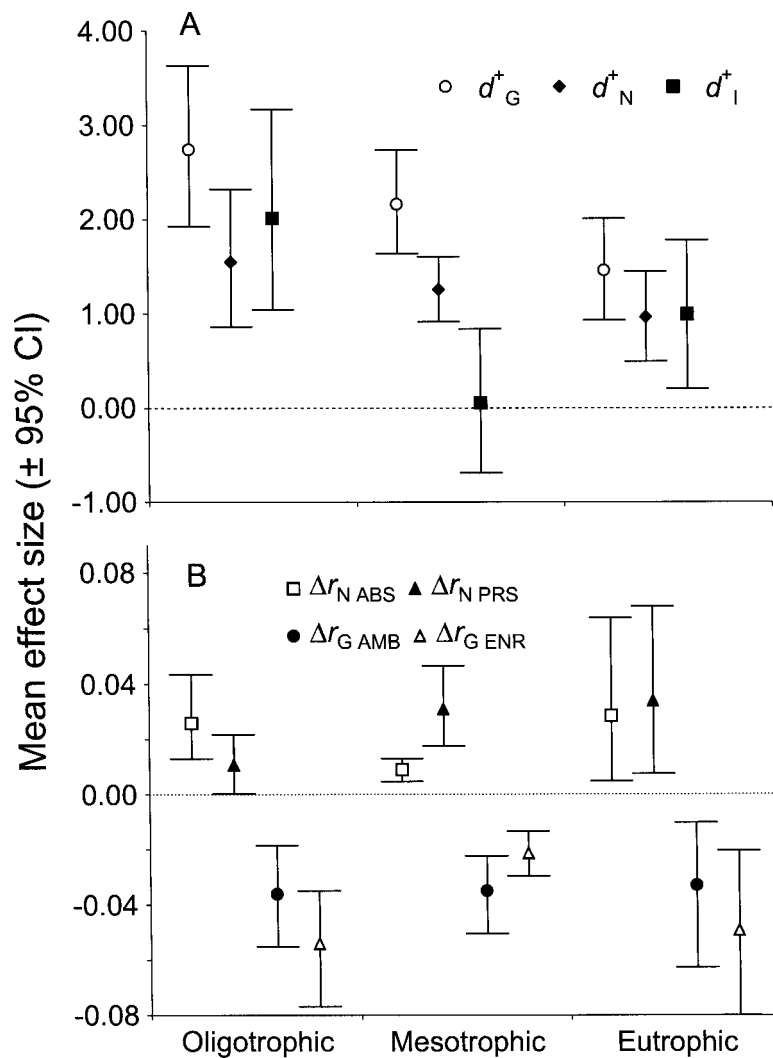 Mean effect size (± 95% CI)
A
○ d⁺G ◆ d⁺N ■ d⁺I
4.00
3.00
2.00
1.00
0.00
-1.00
B
□ ΔrN ABS ▲ ΔrN PRS
● ΔrG AMB △ ΔrG ENR
0.08
0.04
0.00
-0.04
-0.08
Oligotrophic Mesotrophic Eutrophic